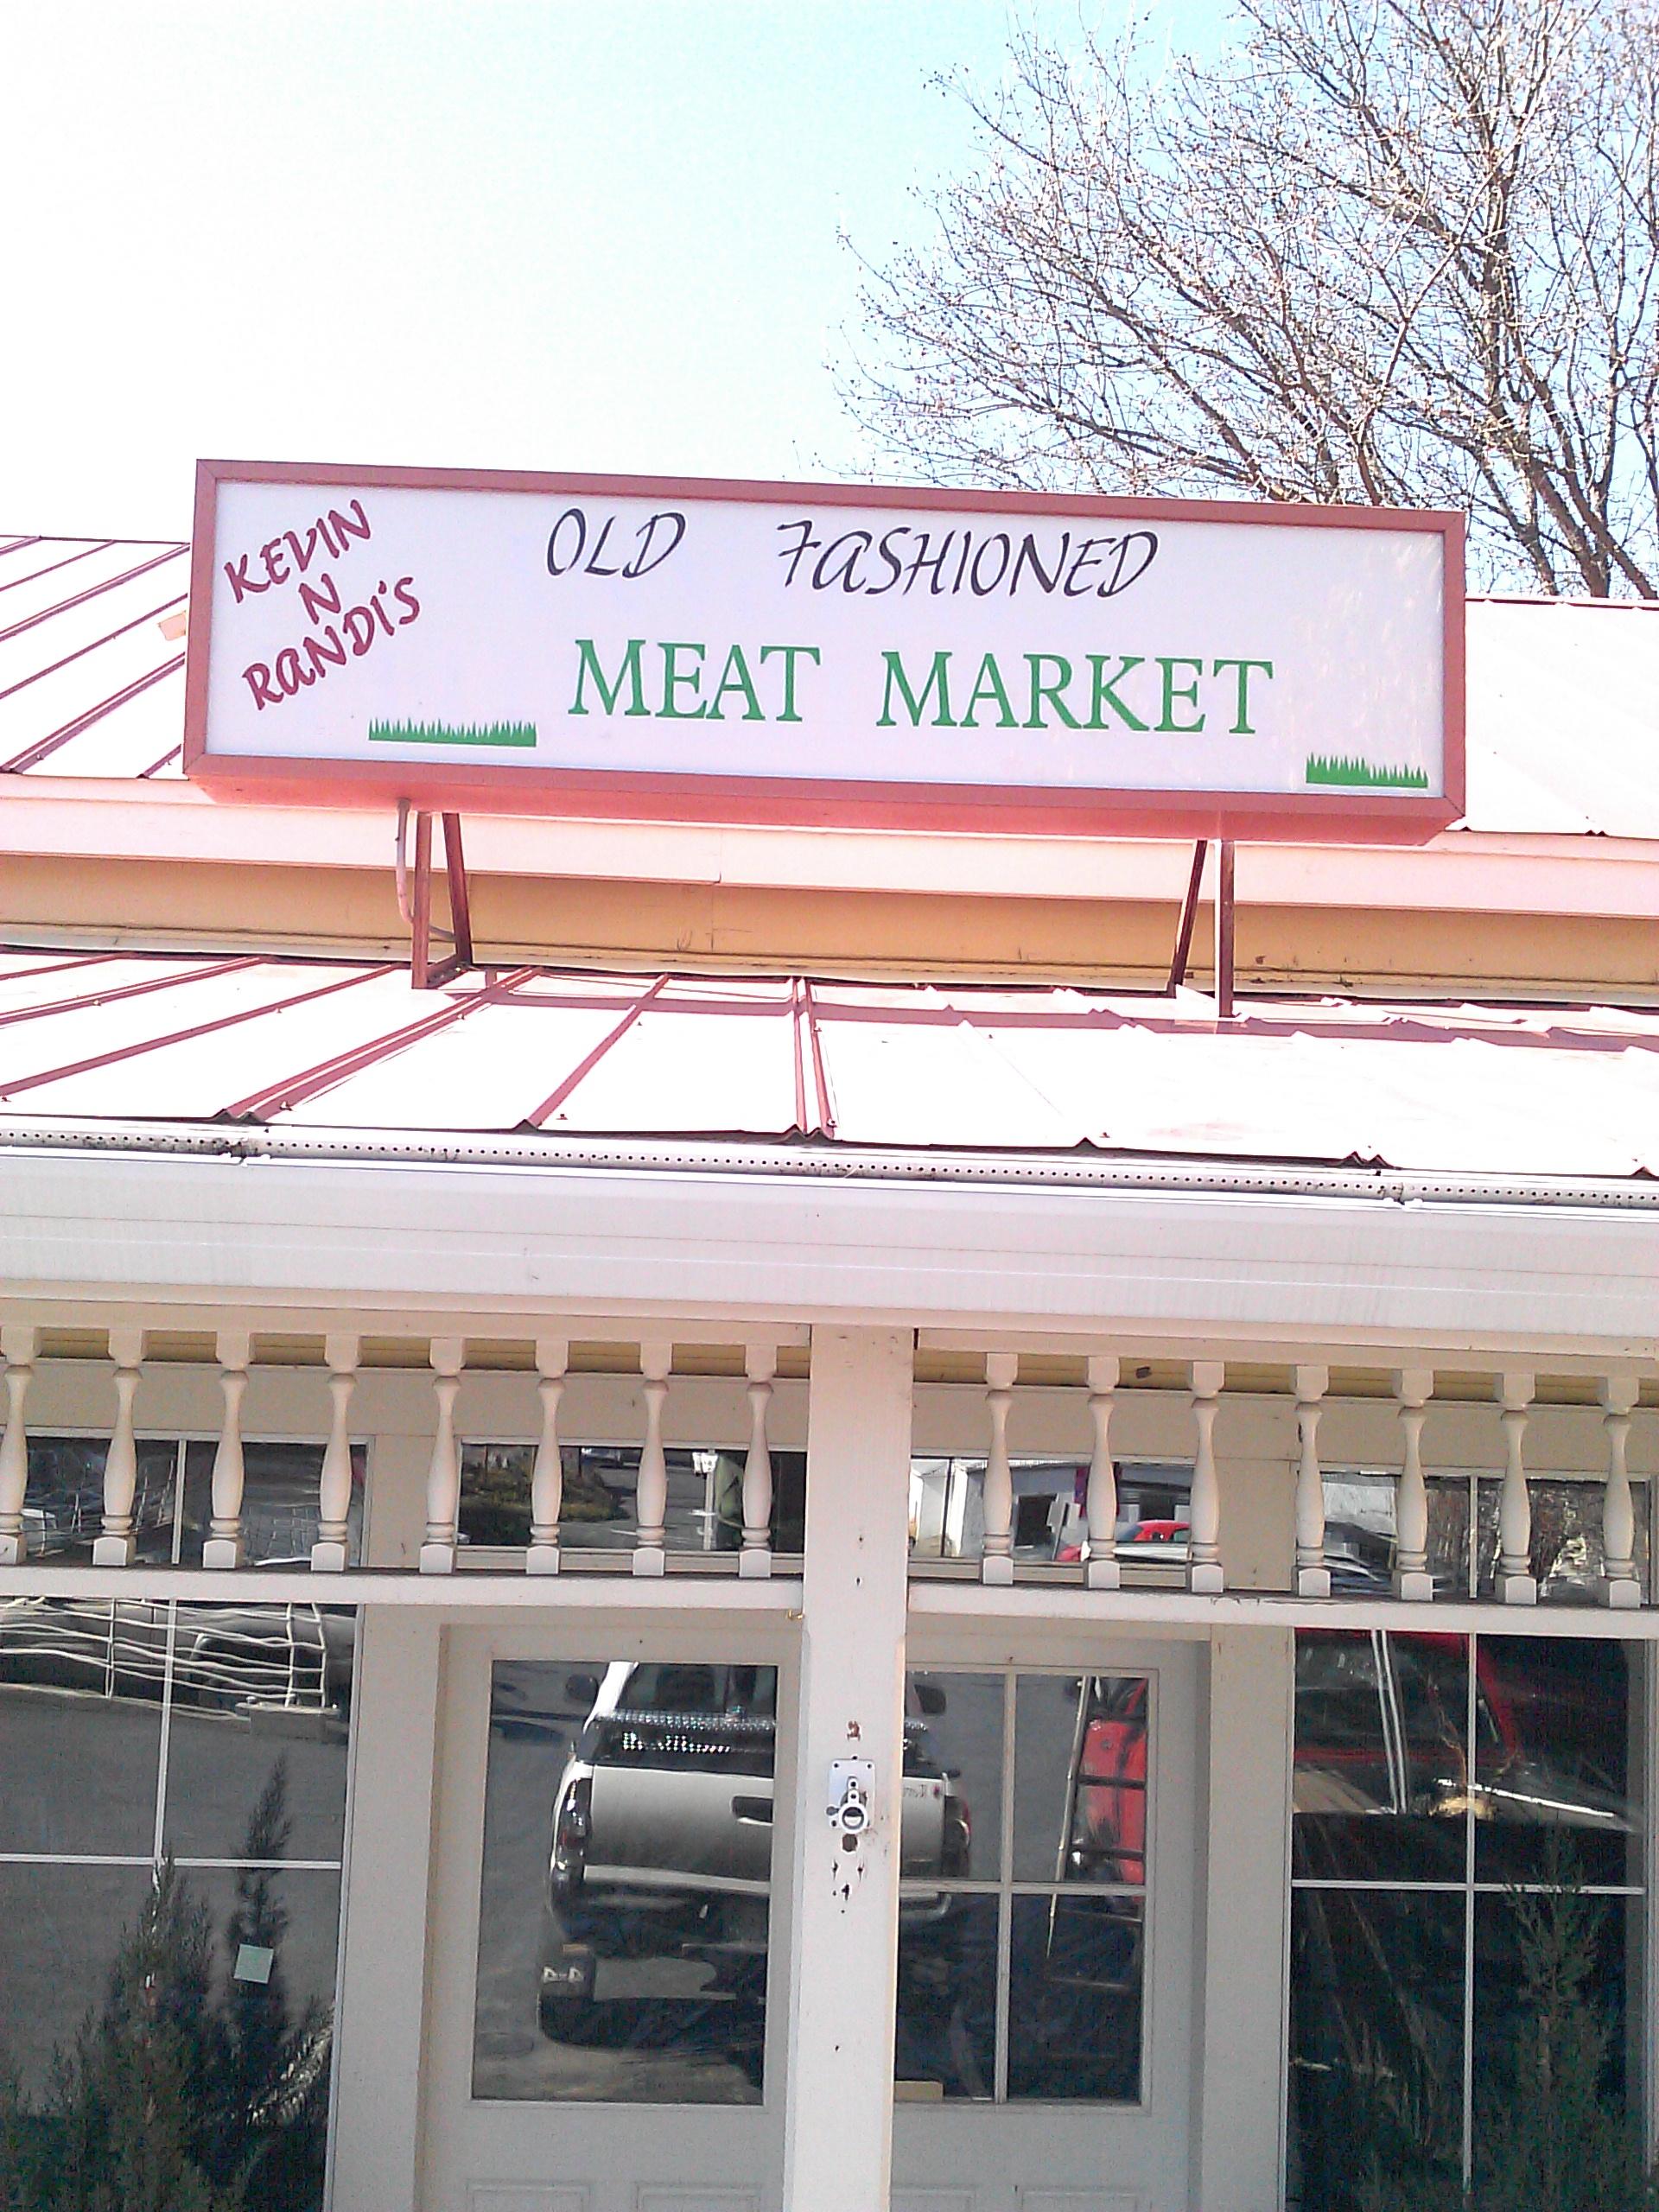 KEVIN
N
RANDI'S
OLD FASHIONED
MEAT MARKET